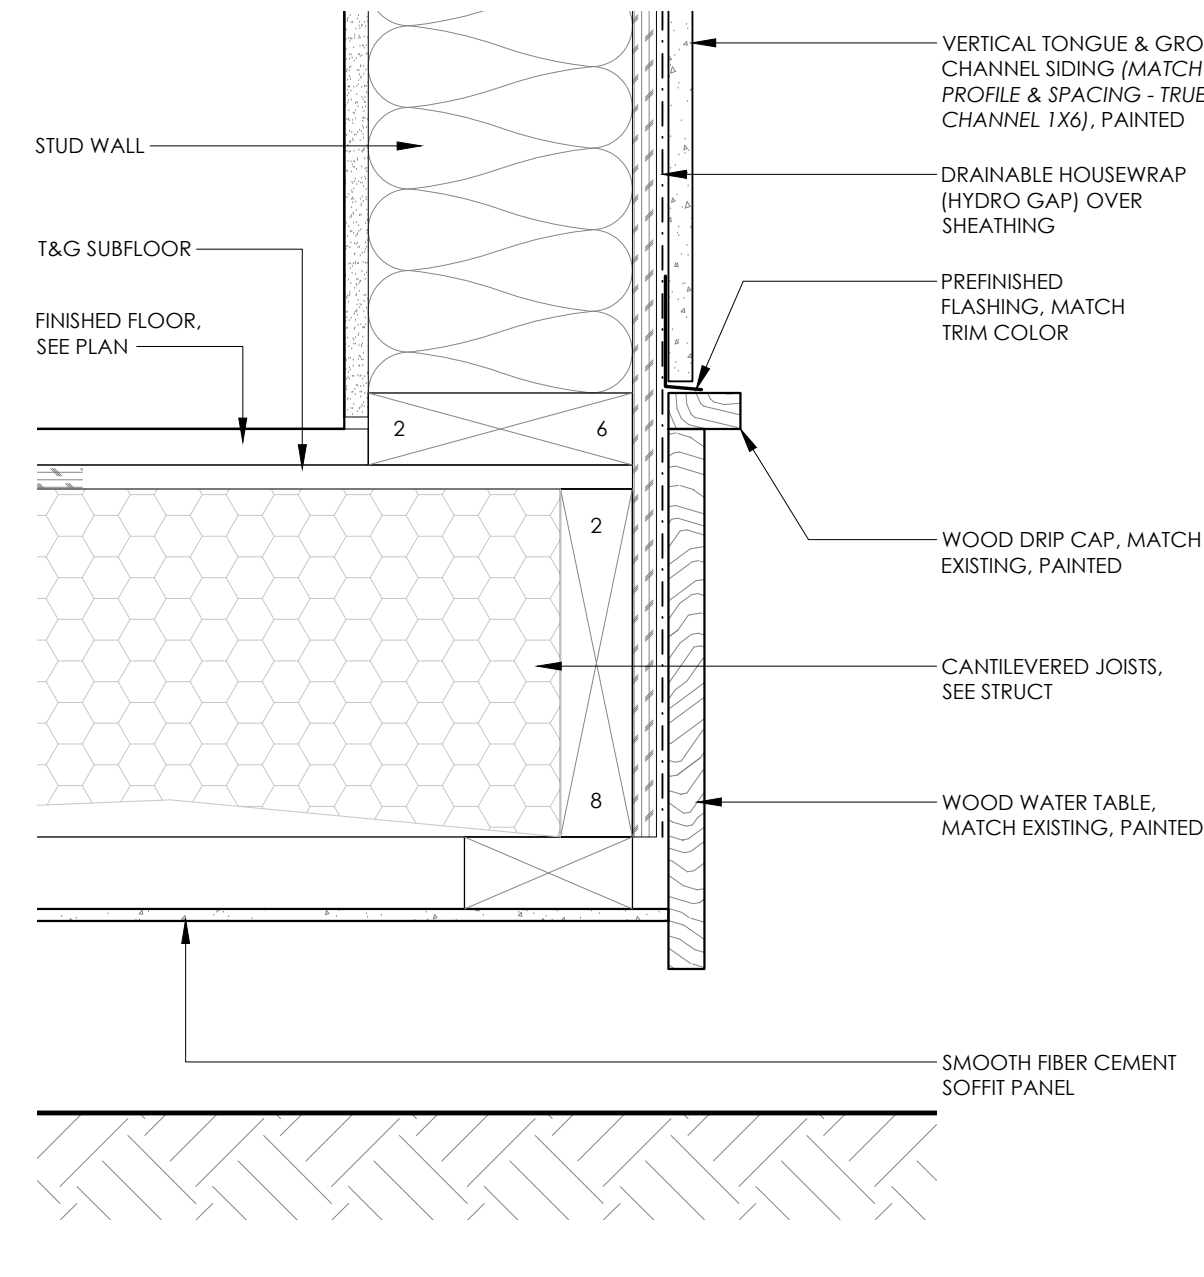 VERTICAL TONGUE & GRO
CHANNEL SIDING (MATCH
PROFILE & SPACING - TRUE
CHANNEL 1X6), PAINTED
STUD WALL
DRAINABLE HOUSEWRAP
(HYDRO GAP) OVER
SHEATHING
T&G SUBFLOOR
PREFINISHED
FLASHING, MATCH
TRIM COLOR
FINISHED FLOOR,
SEE PLAN
2 6
2
WOOD DRIP CAP, MATCH
EXISTING, PAINTED
CANTILEVERED JOISTS,
SEE STRUCT
8
WOOD WATER TABLE,
MATCH EXISTING, PAINTED
SMOOTH FIBER CEMENT
SOFFIT PANEL